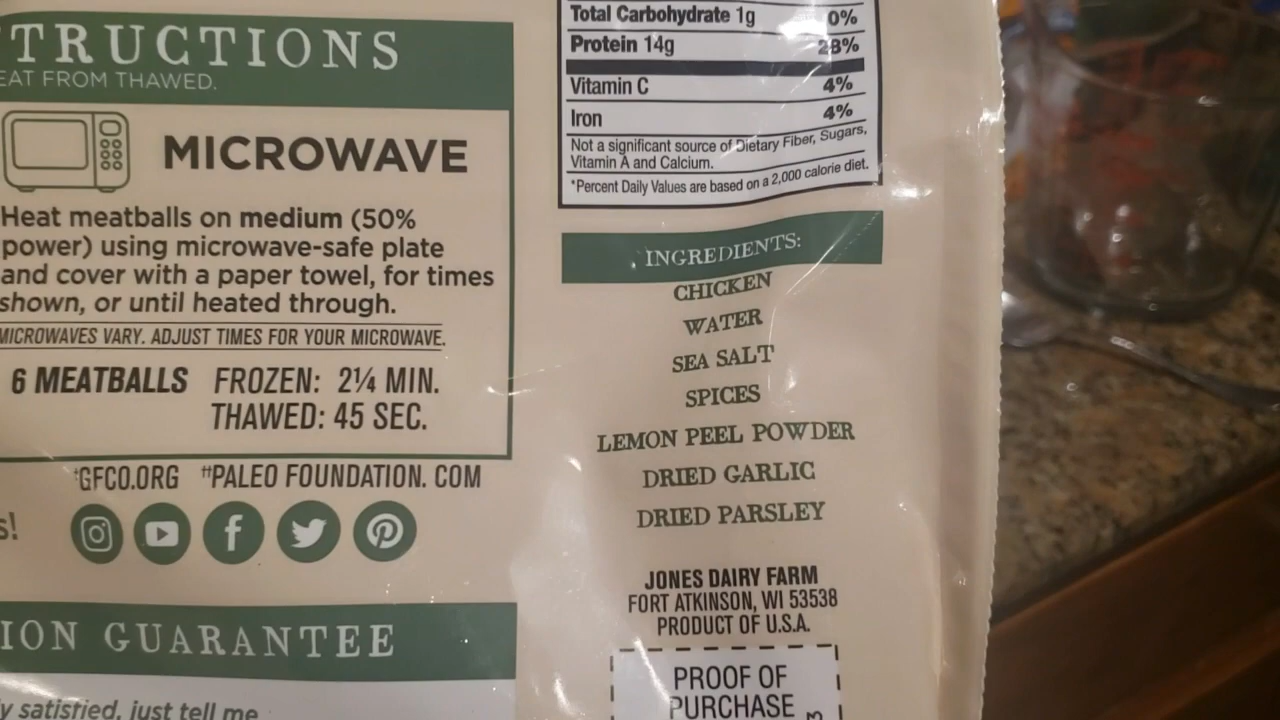 TRUCTIONS
EAT FROM THAWED.
MICROWAVE
Heat meatballs on medium (50%
power) using microwave-safe plate
and cover with a paper towel, for times
shown, or until heated through.
MICROWAVES VARY. ADJUST TIMES FOR YOUR MICROWAVE.
6 MEATBALLS FROZEN: 2¼ MIN.
THAWED: 45 SEC.
†GFCO.ORG ††PALEO FOUNDATION. COM
s!
ION GUARANTEE
y satisfied, just tell me
Total Carbohydrate 1g 0%
Protein 14g 28%
Vitamin C 4%
Iron 4%
Not a significant source of Dietary Fiber, Sugars,
Vitamin A and Calcium.
*Percent Daily Values are based on a 2,000 calorie diet.
INGREDIENTS:
CHICKEN
WATER
SEA SALT
SPICES
LEMON PEEL POWDER
DRIED GARLIC
DRIED PARSLEY
JONES DAIRY FARM
FORT ATKINSON, WI 53538
PRODUCT OF U.S.A.
PROOF OF
PURCHASE